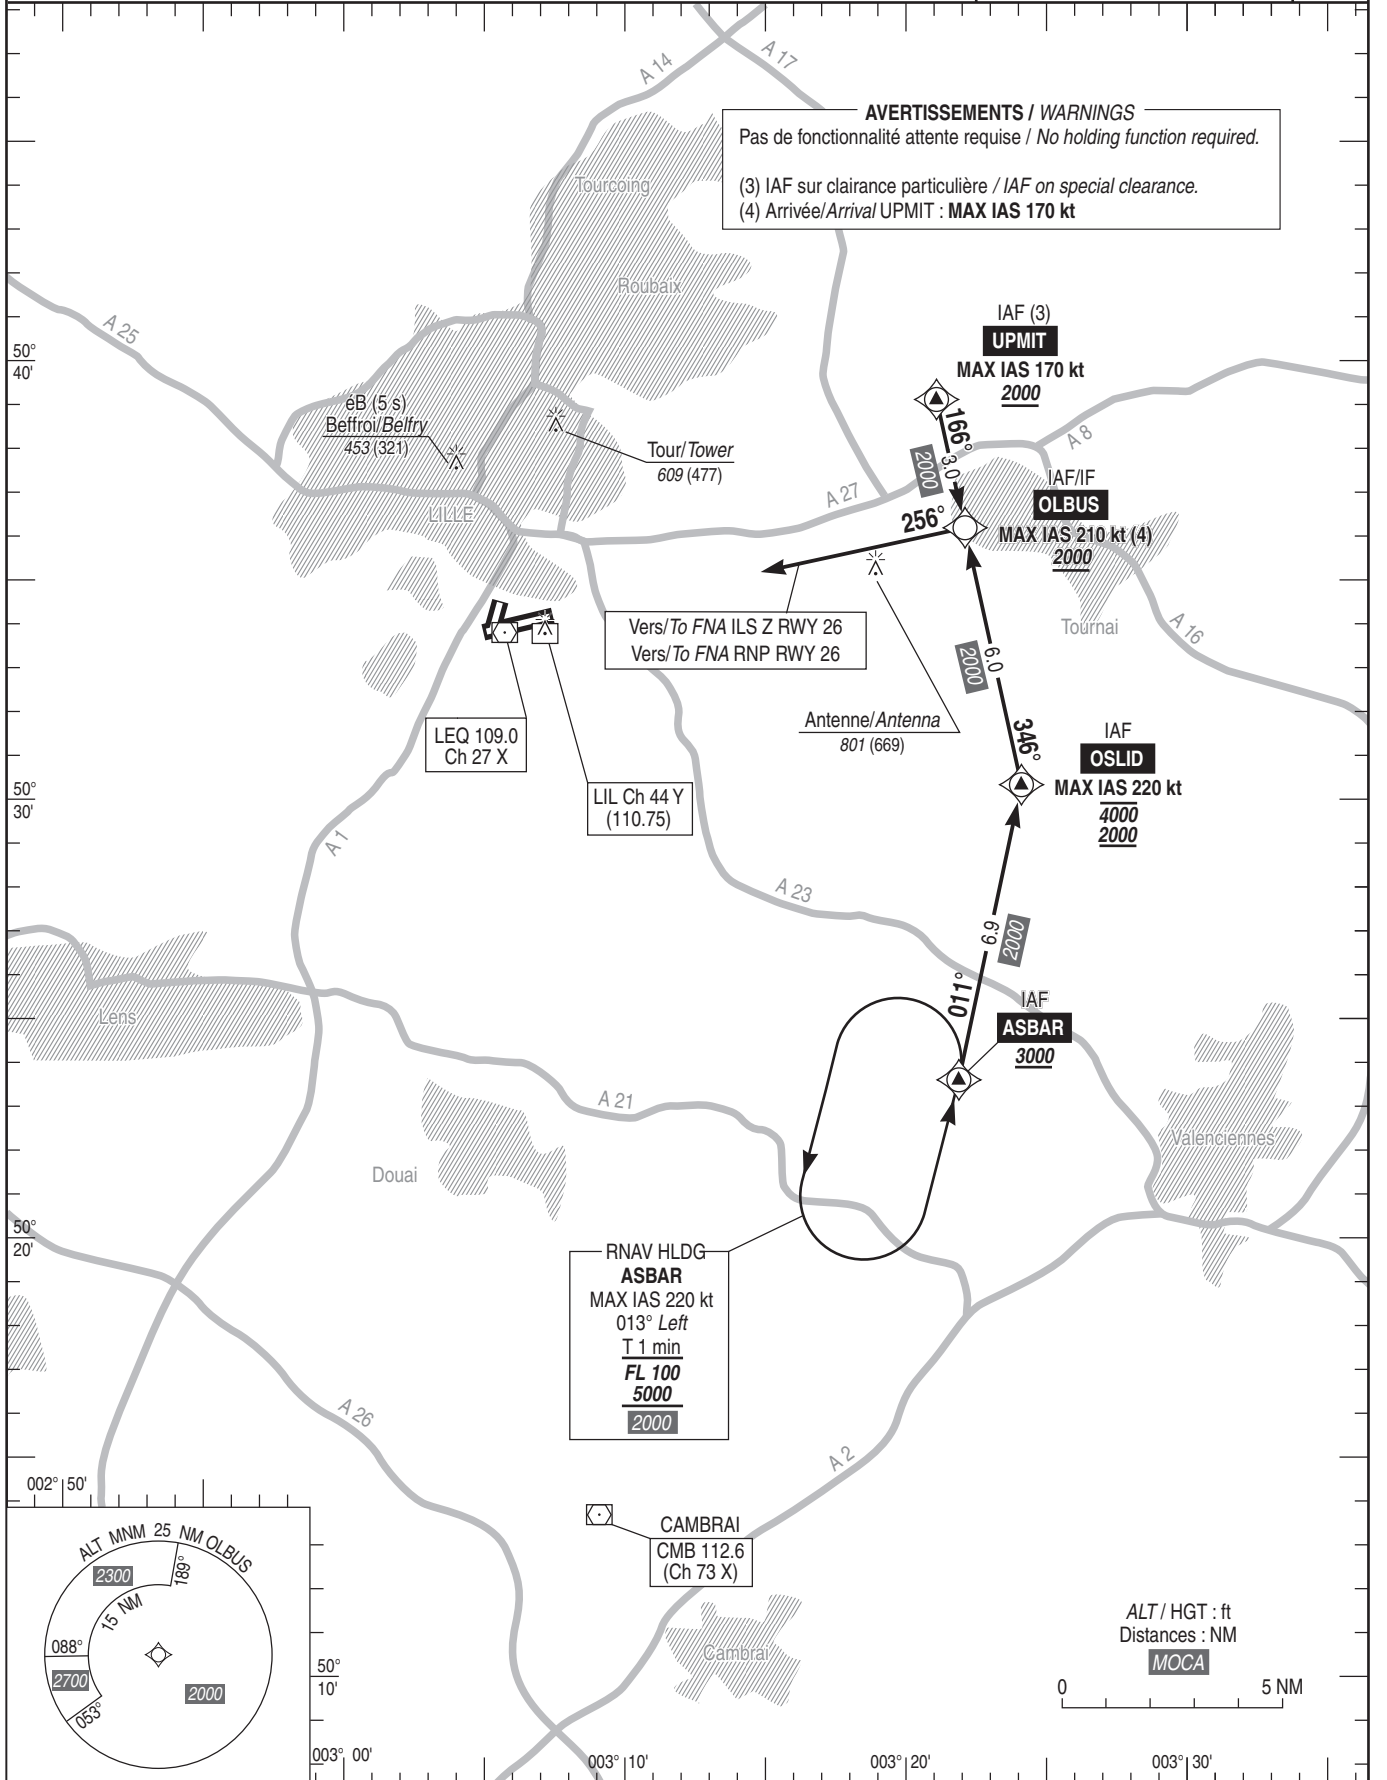 A 14
A 17
AVERTISSEMENTS / WARNINGS
Pas de fonctionnalité attente requise / No holding function required.
(3) IAF sur clairance particulière / IAF on special clearance.
(4) Arrivée/Arrival UPMIT : MAX IAS 170 kt
Tourcoing
Roubaix
A 25
50°
40'
IAF (3)
UPMIT
MAX IAS 170 kt
2000
éB (5 s)
Beffroi/Belfry
453 (321)
Tour/Tower
609 (477)
166°
3.0
2000
A 8
A 27
LILLE
256°
IAF/IF
OLBUS
MAX IAS 210 kt (4)
2000
Vers/To FNA ILS Z RWY 26
Vers/To FNA RNP RWY 26
Tournai
A 16
6.0
2000
346°
Antenne/Antenna
801 (669)
LEQ 109.0
Ch 27 X
LIL Ch 44 Y
(110.75)
IAF
OSLID
MAX IAS 220 kt
4000
2000
50°
30'
A 1
A 23
6.9
2000
011°
IAF
ASBAR
3000
Lens
A 21
Douai
Valenciennes
50°
20'
RNAV HLDG
ASBAR
MAX IAS 220 kt
013° Left
T 1 min
FL 100
5000
2000
A 26
A 2
002° 50'
CAMBRAI
CMB 112.6
(Ch 73 X)
Cambrai
ALT MNM 25 NM OLBUS
2300
189°
15 NM
088°
2700
053°
2000
50°
10'
ALT / HGT : ft
Distances : NM
MOCA
0 5 NM
003° 00'
003° 10'
003° 20'
003° 30'